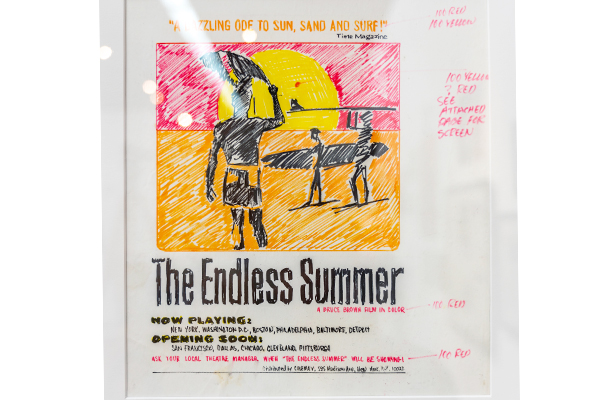 "A DAZZLING ODE TO SUN, SAND AND SURF!"
Time Magazine
100 RED
100 YELLOW
100 YELLOW
? RED
SEE
ATTACHED
PAGE FOR
SCREEN
The Endless Summer
A BRUCE BROWN FILM IN COLOR
100 RED
NOW PLAYING:
NEW YORK, WASHINGTON D.C., BOSTON, PHILADELPHIA, BALTIMORE, DETROIT
OPENING SOON:
SAN FRANCISCO, DALLAS, CHICAGO, CLEVELAND, PITTSBURGH
ASK YOUR LOCAL THEATRE MANAGER, WHEN "THE ENDLESS SUMMER" WILL BE SHOWING!
100 RED
Distributed by CINEMA V, 595 Madison Ave., New York, N.Y. 10022